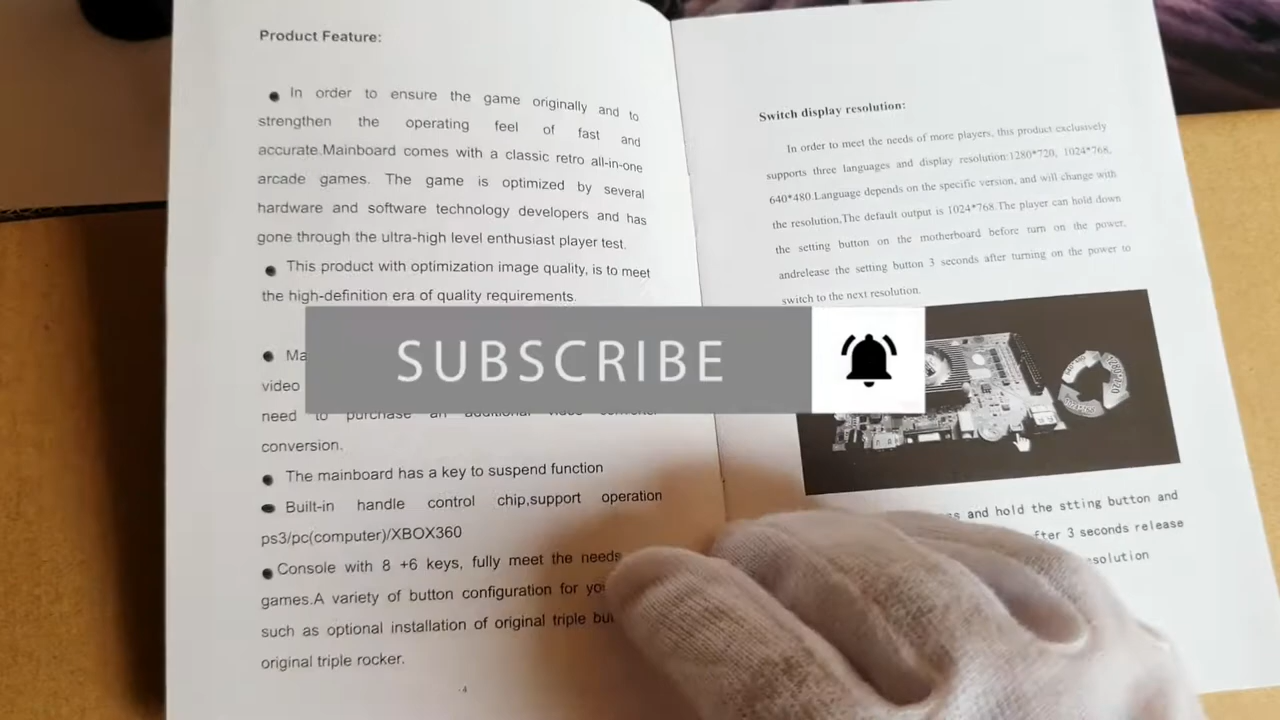 Product Feature:
● In order to ensure the game originally and to
strengthen the operating feel of fast and
accurate.Mainboard comes with a classic retro all-in-one
arcade games. The game is optimized by several
hardware and software technology developers and has
gone through the ultra-high level enthusiast player test.
● This product with optimization image quality, is to meet
the high-definition era of quality requirements.
●
video
need to purchase an additional video
conversion.
● The mainboard has a key to suspend function
● Built-in handle control chip,support operation
ps3/pc(computer)/XBOX360
● Console with 8 +6 keys, fully meet the needs
games.A variety of button configuration for
such as optional installation of original triple
original triple rocker.
4
Switch display resolution:
In order to meet the needs of more players, this product exclusively
supports three languages and display resolution:1280*720, 1024*768,
640*480.Language depends on the specific version, and will change with
the resolution.The default output is 1024*768.The player can hold down
the setting button on the motherboard before turn on the power,
andrelease the setting button 3 seconds after turning on the power to
switch to the next resolution.
and hold the stting button and
3 seconds release
SUBSCRIBE